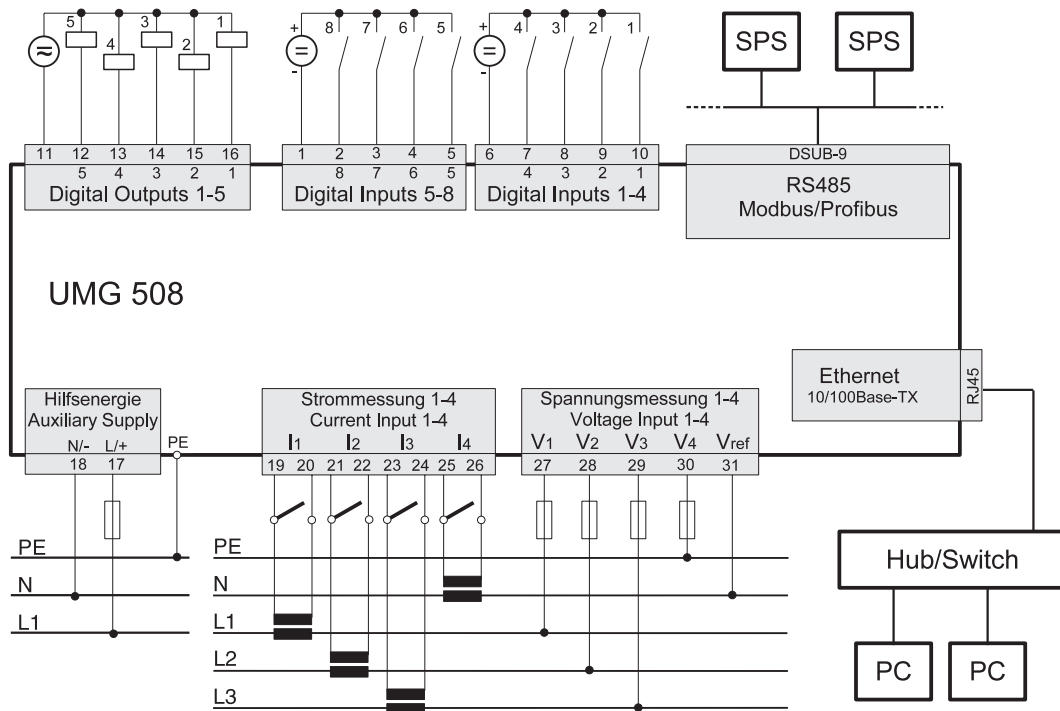 5 4 3 2 1
+ 8 7 6 5
-
+ 4 3 2 1
-
SPS SPS
11 12 13 14 15 16
5 4 3 2 1
Digital Outputs 1-5
1 2 3 4 5
8 7 6 5
Digital Inputs 5-8
6 7 8 9 10
4 3 2 1
Digital Inputs 1-4
DSUB-9
RS485
Modbus/Profibus
UMG 508
Ethernet
10/100Base-TX
RJ45
Hilfsenergie
Auxiliary Supply
N/- L/+
18 17
PE
Strommessung 1-4
Current Input 1-4
I1 I2 I3 I4
19 20 21 22 23 24 25 26
Spannungsmessung 1-4
Voltage Input 1-4
V1 V2 V3 V4 Vref
27 28 29 30 31
PE
N
L1
PE
N
L1
L2
L3
Hub/Switch
PC PC